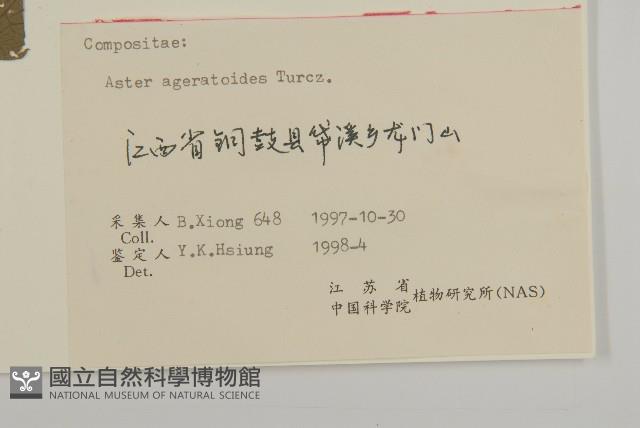 Compositae:
Aster ageratoides Turcz.
江西省铜鼓县带溪乡龙门山
采集人 B.Xiong 648 1997-10-30
Coll.
鉴定人 Y.K.Hsiung 1998-4
Det.
江苏省
中国科学院 植物研究所(NAS)
國立自然科學博物館
NATIONAL MUSEUM OF NATURAL SCIENCE